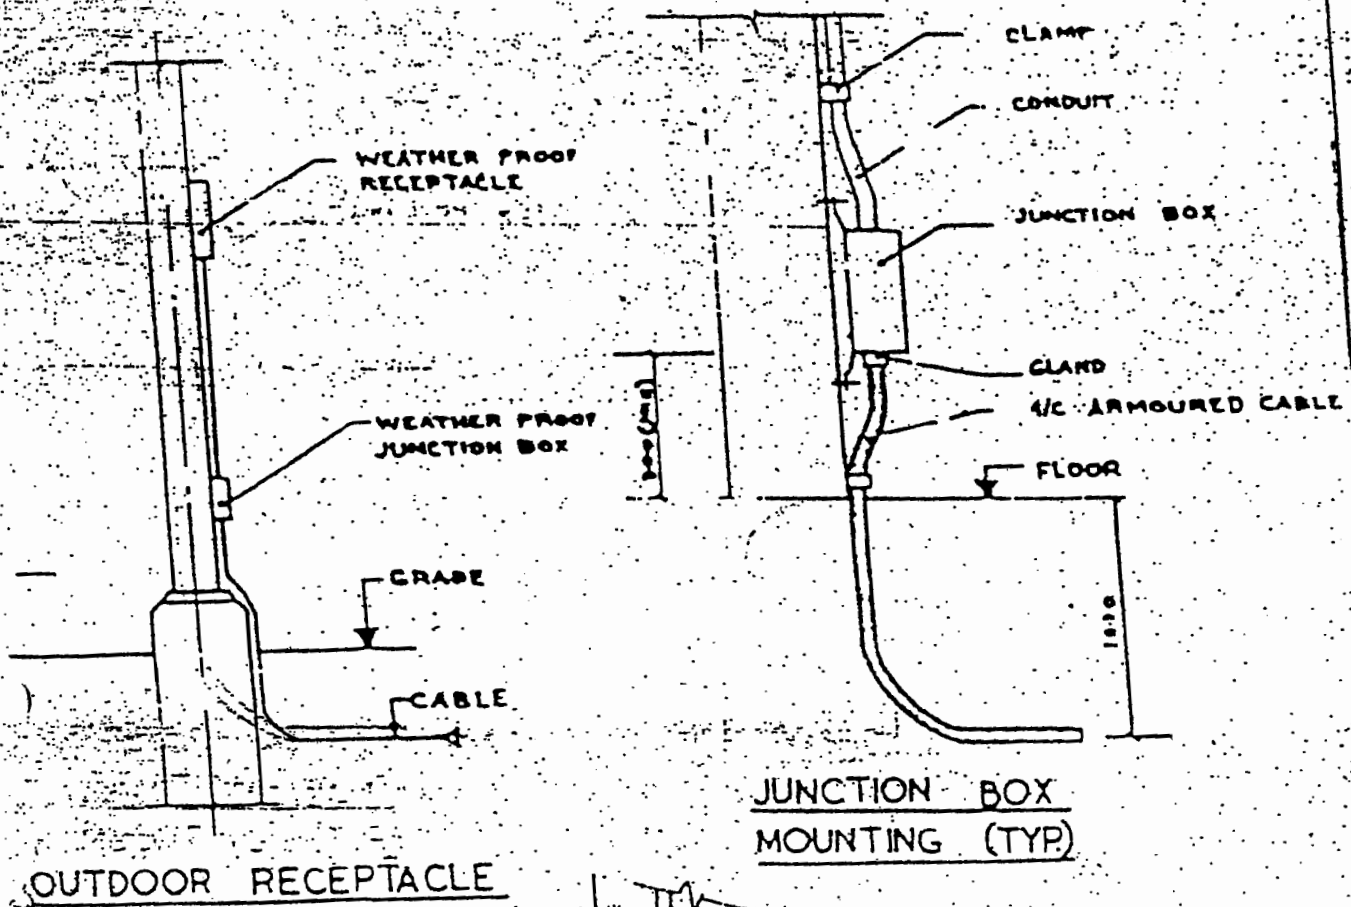 WEATHER PROOF
RECEPTACLE
WEATHER PROOF
JUNCTION BOX
GRADE
CABLE
OUTDOOR RECEPTACLE
CLAMP
CONDUIT
JUNCTION BOX
GLAND
4/C ARMOURED CABLE
FLOOR
JUNCTION BOX
MOUNTING (TYP.)